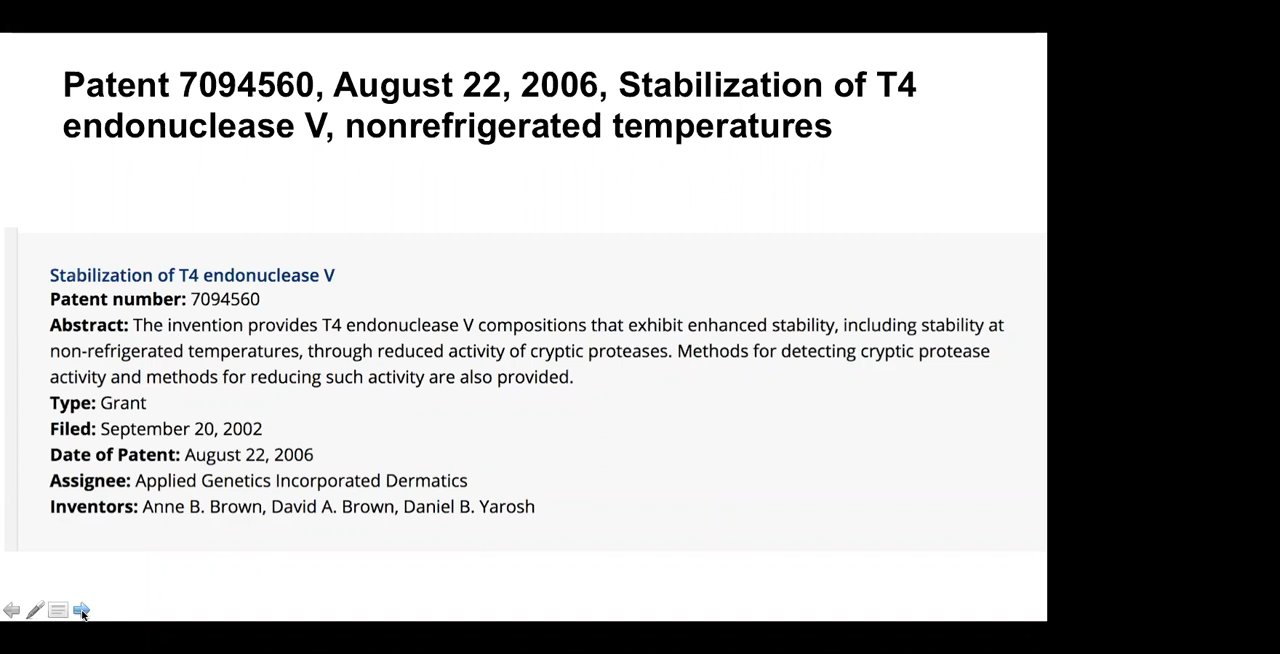 Patent 7094560, August 22, 2006, Stabilization of T4
endonuclease V, nonrefrigerated temperatures
Stabilization of T4 endonuclease V
Patent number: 7094560
Abstract: The invention provides T4 endonuclease V compositions that exhibit enhanced stability, including stability at
non-refrigerated temperatures, through reduced activity of cryptic proteases. Methods for detecting cryptic protease
activity and methods for reducing such activity are also provided.
Type: Grant
Filed: September 20, 2002
Date of Patent: August 22, 2006
Assignee: Applied Genetics Incorporated Dermatics
Inventors: Anne B. Brown, David A. Brown, Daniel B. Yarosh